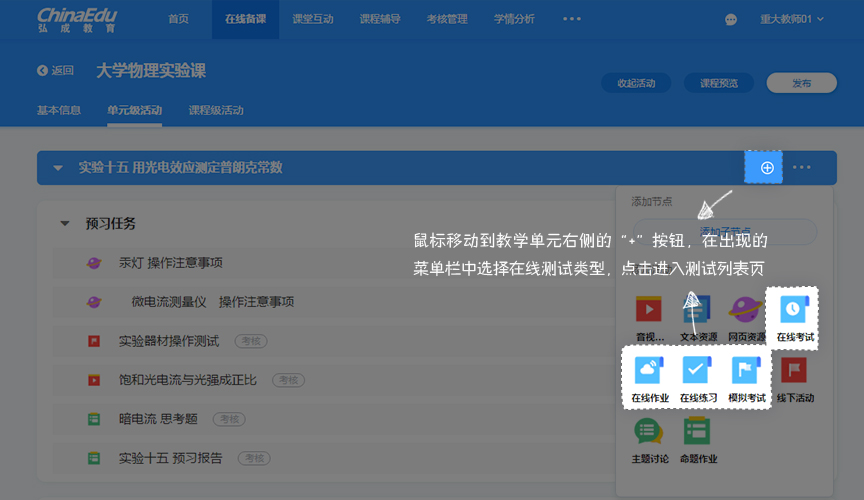 ChinaEdu
弘成教育
首页 在线备课 课堂互动 课程辅导 考核管理 学情分析 ••• 重大教师01
返回 大学物理实验课
收起活动 课程预览 发布
基本信息 单元级活动 课程级活动
实验十五 用光电效应测定普朗克常数
添加节点
添加子节点
预习任务
鼠标移动到教学单元右侧的“+”按钮，在出现的
菜单栏中选择在线测试类型，点击进入测试列表页
汞灯 操作注意事项
微电流测量仪 操作注意事项
实验器材操作测试 考核
饱和光电流与光强成正比 考核
暗电流 思考题 考核
实验十五 预习报告 考核
音视... 文本资源 网页资源 在线考试
在线作业 在线练习 模拟考试 线下活动
主题讨论 命题作业